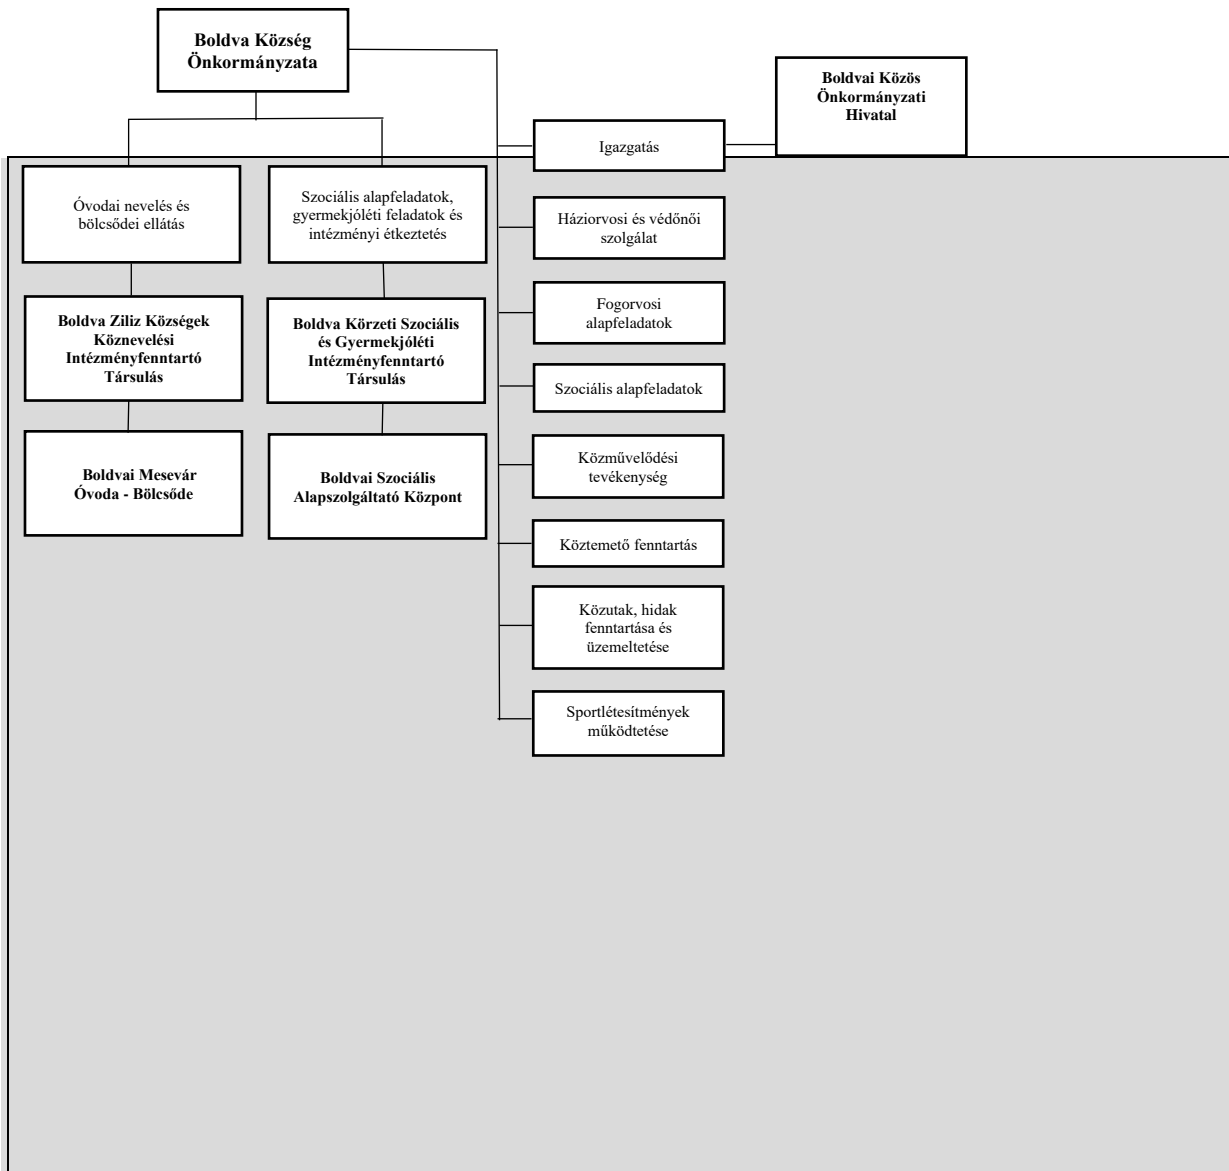 Boldva Község
Önkormányzata
Boldvai Közös
Önkormányzati
Hivatal
Igazgatás
Óvodai nevelés és
bölcsődei ellátás
Szociális alapfeladatok,
gyermekjóléti feladatok és
intézményi étkeztetés
Háziorvosi és védőnői
szolgálat
Boldva Ziliz Községek
Köznevelési
Intézményfenntartó
Társulás
Boldva Körzeti Szociális
és Gyermekjóléti
Intézményfenntartó
Társulás
Fogorvosi
alapfeladatok
Szociális alapfeladatok
Boldvai Mesevár
Óvoda - Bölcsőde
Boldvai Szociális
Alapszolgáltató Központ
Közművelődési
tevékenység
Köztemető fenntartás
Közutak, hidak
fenntartása és
üzemeltetése
Sportlétesítmények
működtetése